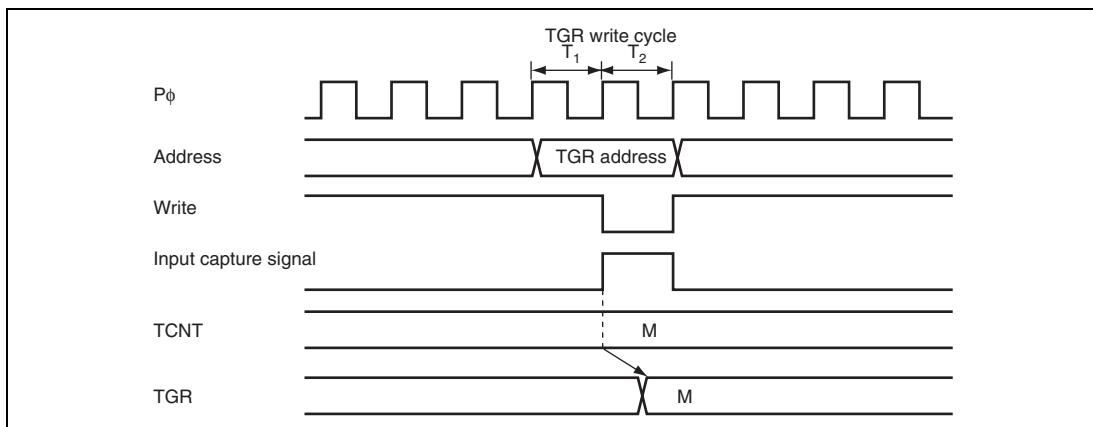 TGR write cycle
T1 T2
Pϕ
Address TGR address
Write
Input capture signal
TCNT M
TGR M